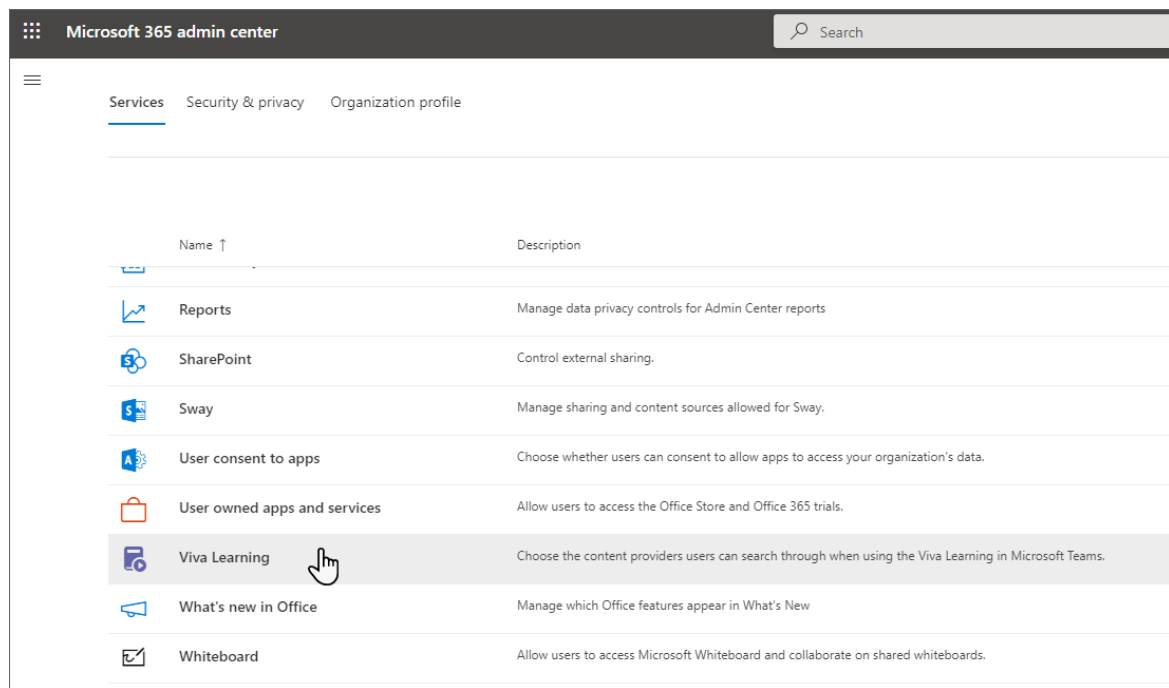 Microsoft 365 admin center
Search
Services Security & privacy Organization profile
Name ↑ Description
Reports Manage data privacy controls for Admin Center reports
SharePoint Control external sharing.
Sway Manage sharing and content sources allowed for Sway.
User consent to apps Choose whether users can consent to allow apps to access your organization's data.
User owned apps and services Allow users to access the Office Store and Office 365 trials.
Viva Learning Choose the content providers users can search through when using the Viva Learning in Microsoft Teams.
What's new in Office Manage which Office features appear in What's New
Whiteboard Allow users to access Microsoft Whiteboard and collaborate on shared whiteboards.